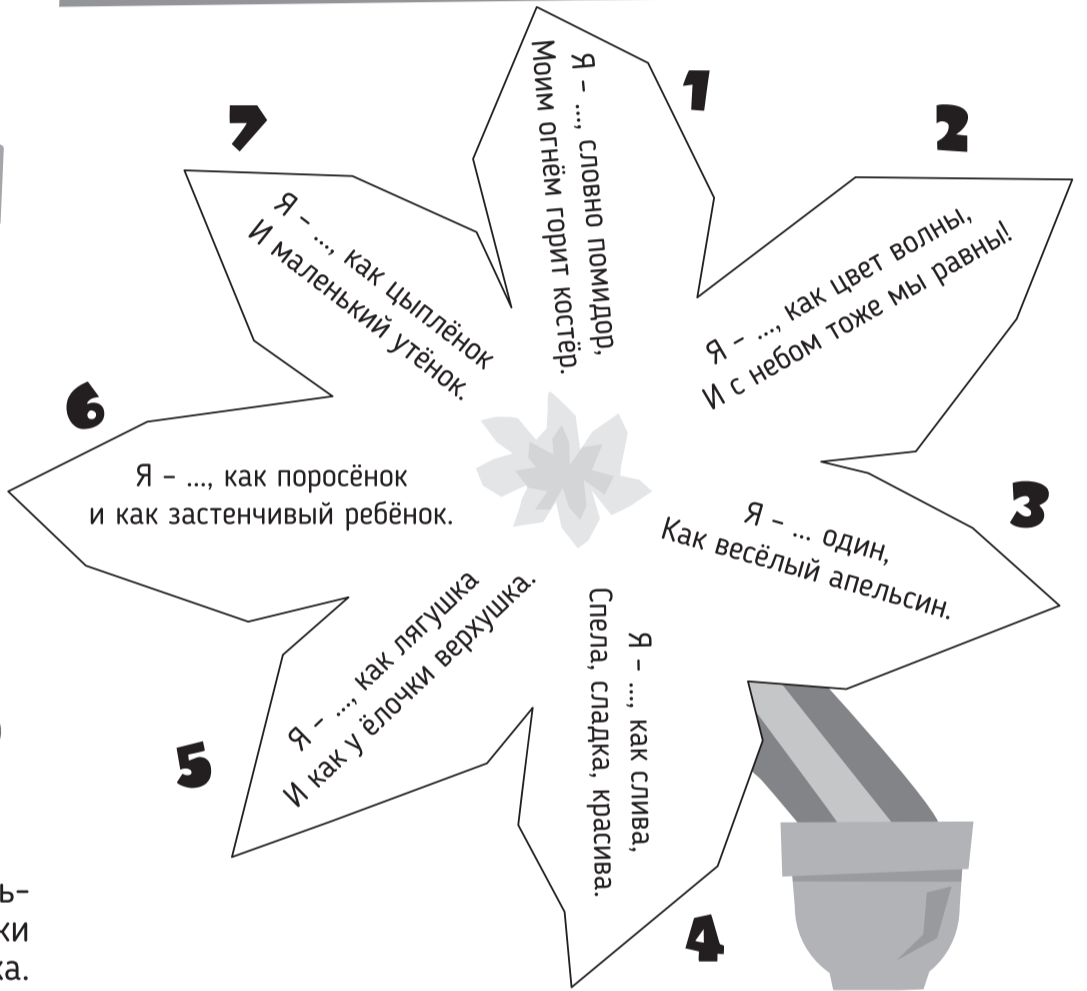 1
Я – ..., словно помидор,
Моим огнём горит костёр.
2
Я – ..., как цвет волны,
И с небом тоже мы равны!
3
Я – ... один,
Как весёлый апельсин.
4
Я – ..., как слива,
Спела, сладка, красива.
5
Я – ..., как лягушка
И как у ёлочки верхушка.
6
Я – ..., как поросёнок
и как застенчивый ребёнок.
7
Я – ..., как цыплёнок
И маленький утёнок.